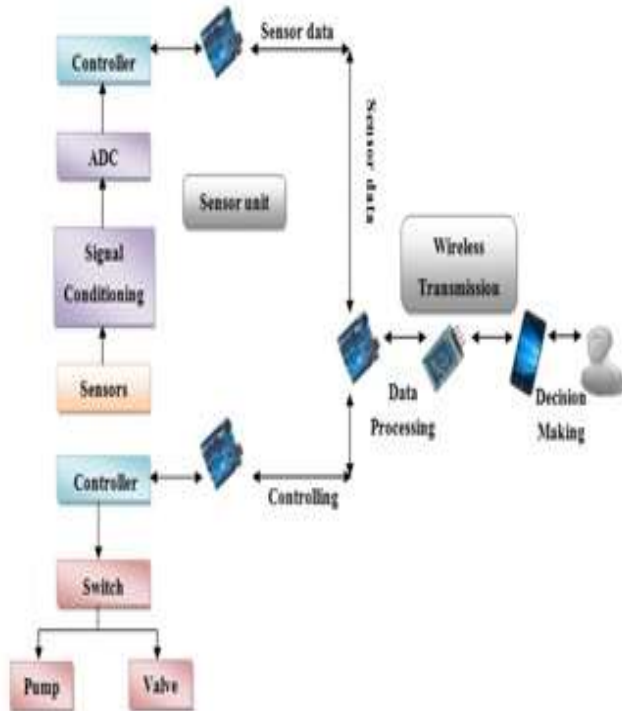 Sensor data
Controller
ADC
Sensor data
Sensor unit
Wireless
Transmission
Signal
Conditioning
Sensors
Data
Processing
Decision
Making
Controller
Controlling
Switch
Pump
Valve